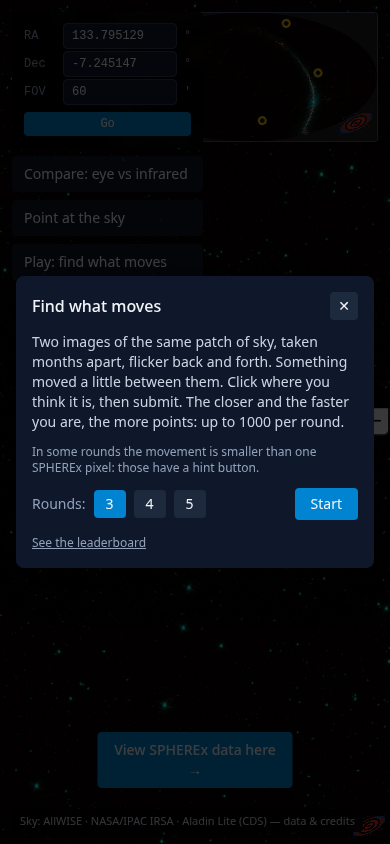 RA 133.795129 °
Dec -7.245147 °
FOV 60 '
Go
Compare: eye vs infrared
Point at the sky
Play: find what moves
Find what moves ✕
Two images of the same patch of sky, taken
months apart, flicker back and forth. Something
moved a little between them. Click where you
think it is, then submit. The closer and the faster
you are, the more points: up to 1000 per round.
In some rounds the movement is smaller than one
SPHEREx pixel: those have a hint button.
Rounds: 3 4 5 Start
See the leaderboard
View SPHEREx data here
→
Sky: AllWISE · NASA/IPAC IRSA · Aladin Lite (CDS) — data & credits